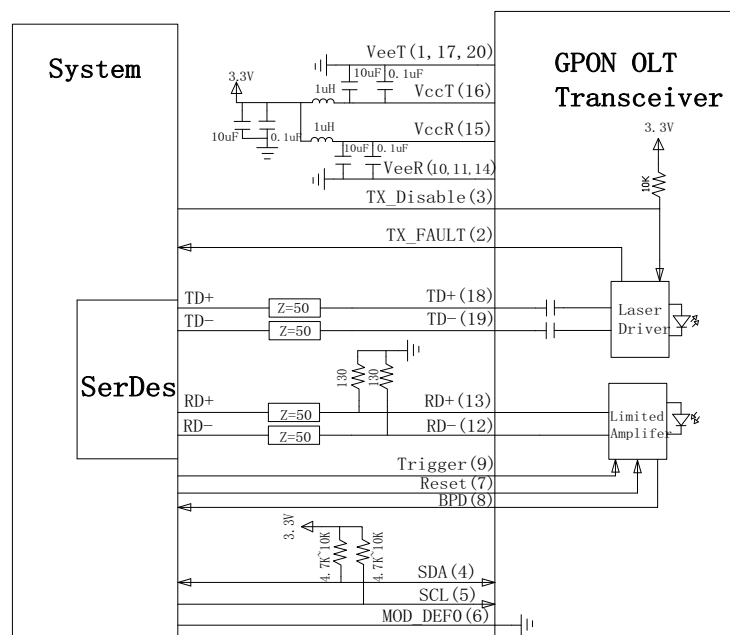 System
GPON OLT
Transceiver
VeeT(1, 17, 20)
10uF
0.1uF
3.3V
1uH
VccT(16)
10uF
0.1uF
1uH
VccR(15)
10uF
0.1uF
VeeR(10, 11, 14)
3.3V
10K
TX_Disable(3)
TX_FAULT(2)
TD+
Z=50
TD+(18)
TD-
Z=50
TD-(19)
Laser
Driver
SerDes
130
130
RD+
Z=50
RD+(13)
RD-
Z=50
RD-(12)
Limited
Amplifer
Trigger(9)
Reset(7)
BPD(8)
3.3V
4.7K~10K
4.7K~10K
SDA(4)
SCL(5)
MOD_DEF0(6)